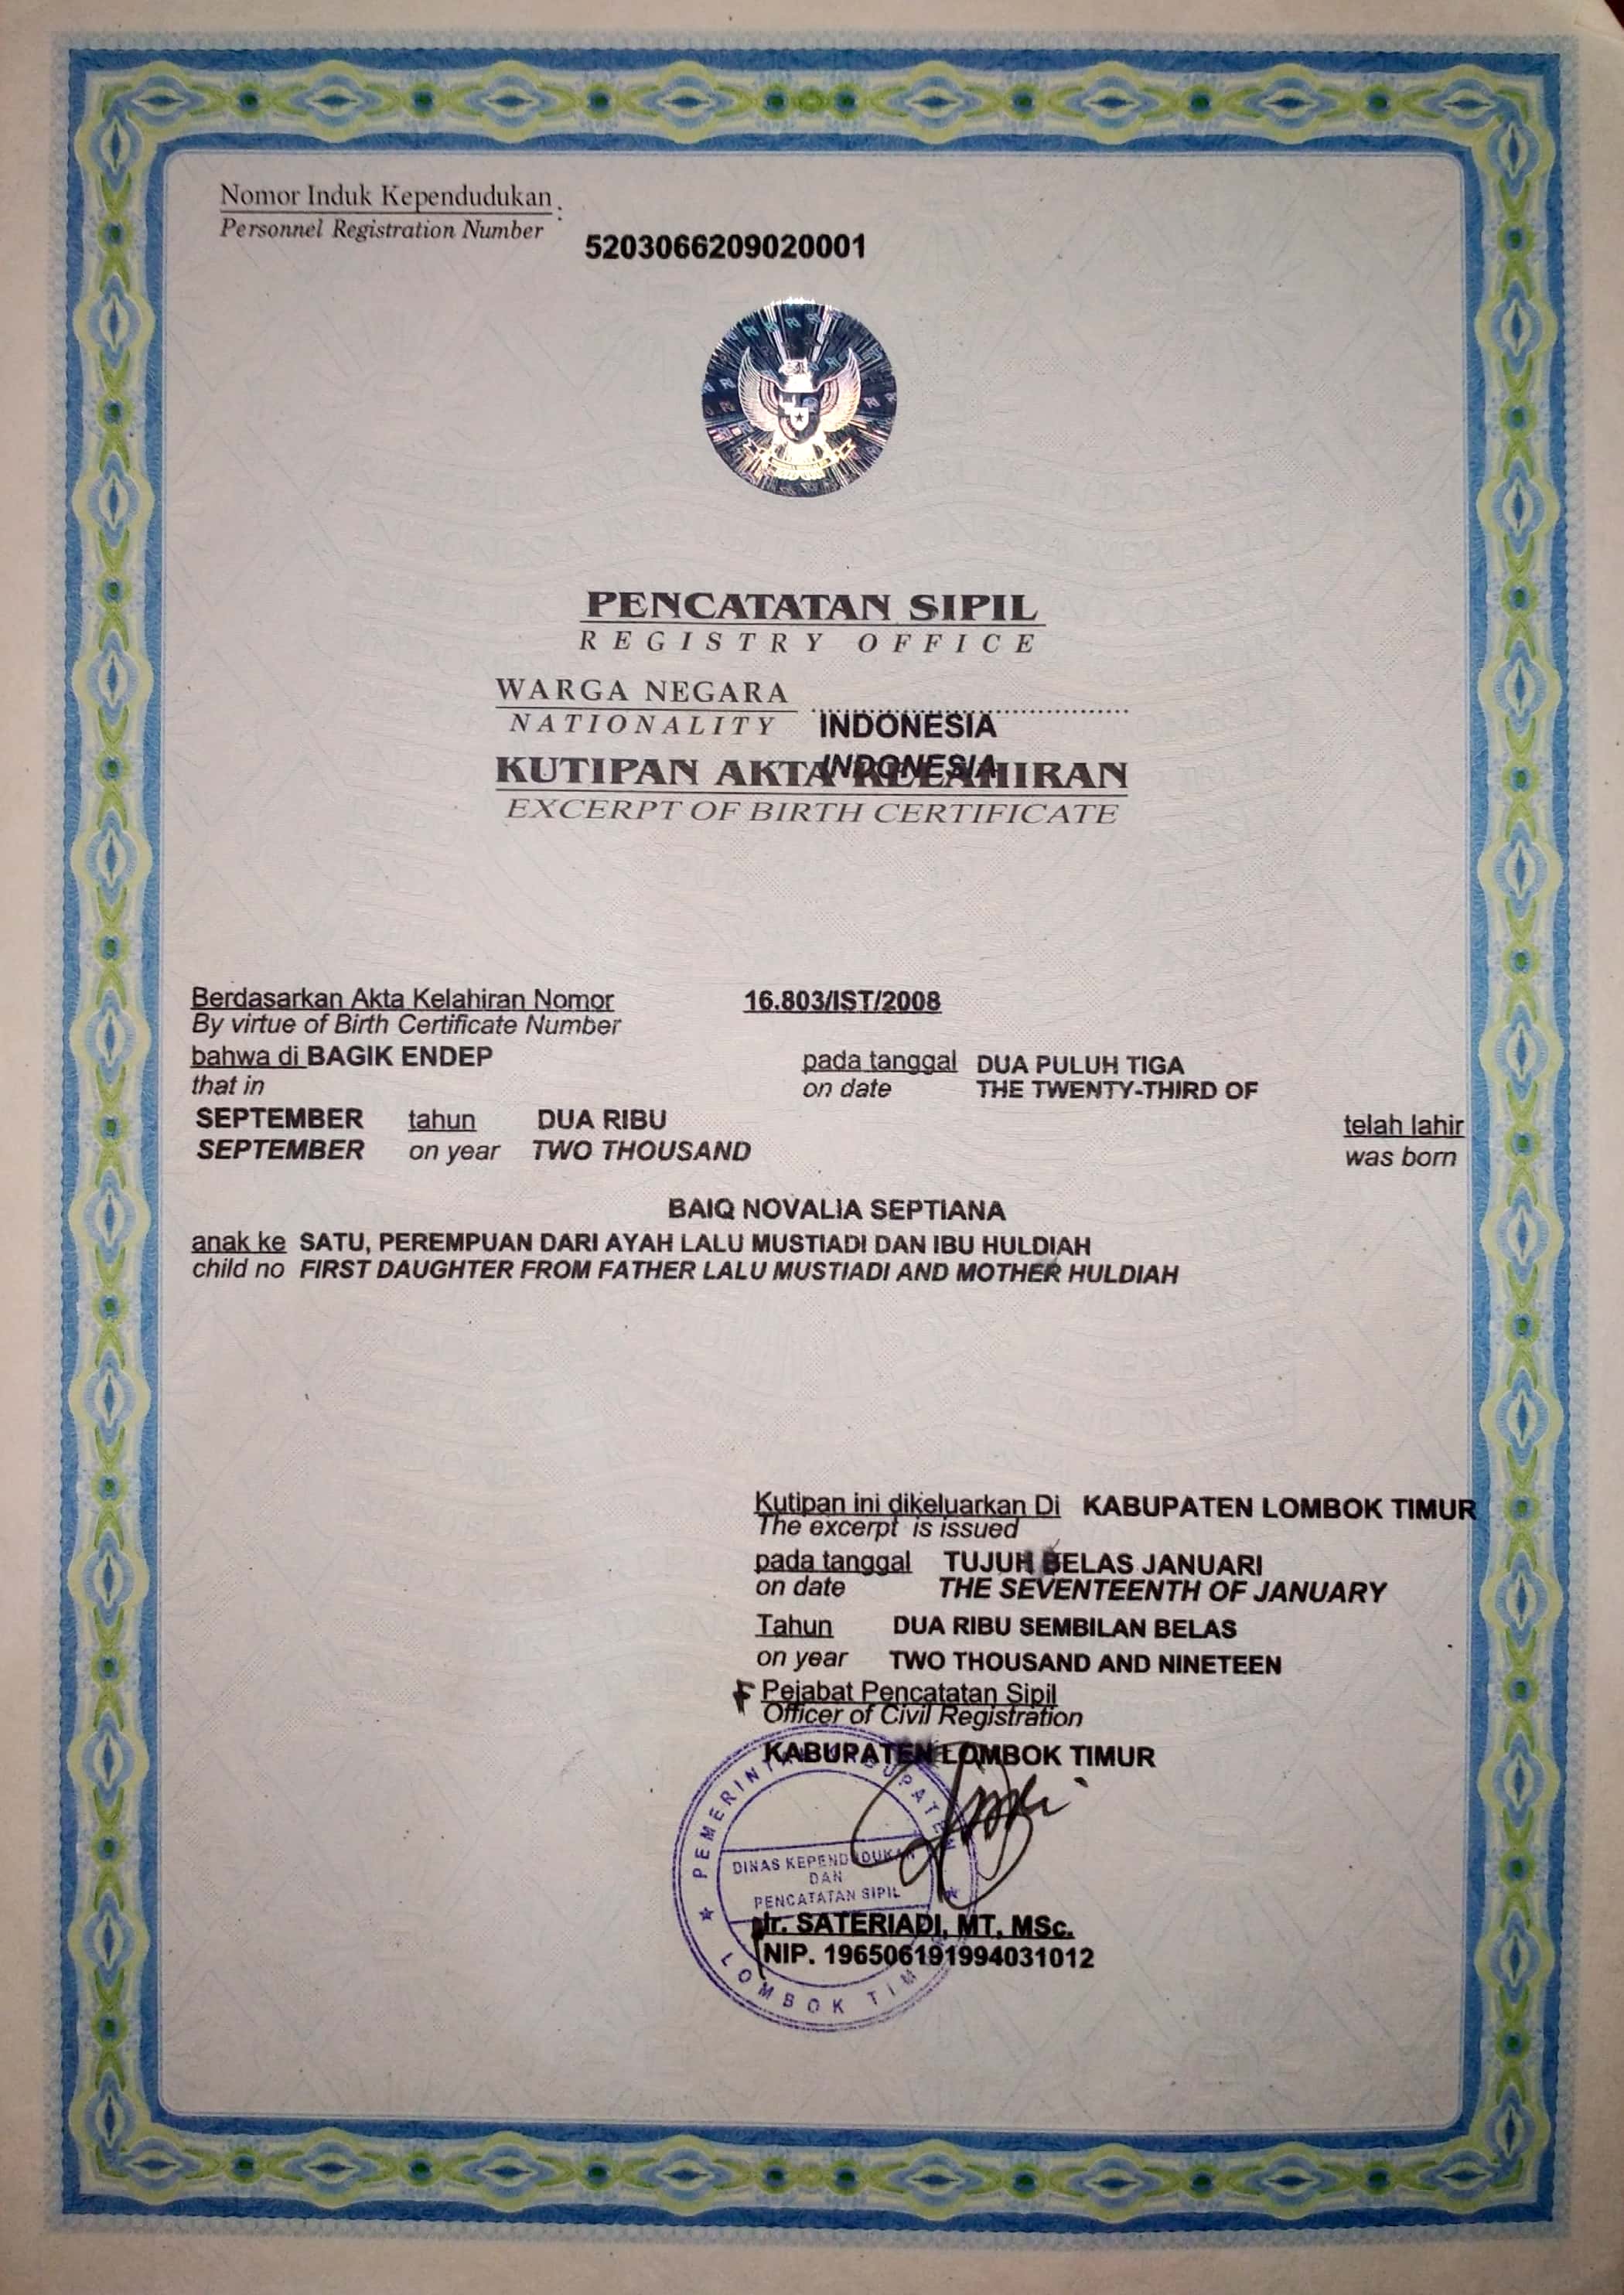 Nomor Induk Kependudukan :
Personnel Registration Number
5203066209020001
PENCATATAN SIPIL
REGISTRY OFFICE
WARGA NEGARA
NATIONALITY INDONESIA
INDONESIA
KUTIPAN AKTA KELAHIRAN
EXCERPT OF BIRTH CERTIFICATE
Berdasarkan Akta Kelahiran Nomor 16.803/IST/2008
By virtue of Birth Certificate Number
bahwa di BAGIK ENDEP pada tanggal DUA PULUH TIGA
that in on date THE TWENTY-THIRD OF
SEPTEMBER tahun DUA RIBU telah lahir
SEPTEMBER on year TWO THOUSAND was born
BAIQ NOVALIA SEPTIANA
anak ke SATU, PEREMPUAN DARI AYAH LALU MUSTIADI DAN IBU HULDIAH
child no FIRST DAUGHTER FROM FATHER LALU MUSTIADI AND MOTHER HULDIAH
Kutipan ini dikeluarkan Di KABUPATEN LOMBOK TIMUR
The excerpt is issued
pada tanggal TUJUH BELAS JANUARI
on date THE SEVENTEENTH OF JANUARY
Tahun DUA RIBU SEMBILAN BELAS
on year TWO THOUSAND AND NINETEEN
Pejabat Pencatatan Sipil
Officer of Civil Registration
KABUPATEN LOMBOK TIMUR
PEMERINTAH KABUPATEN
DINAS KEPENDUDUKAN
DAN
PENCATATAN SIPIL
Ir. SATERIADI, MT, MSc.
NIP. 196506191994031012
LOMBOK TIM